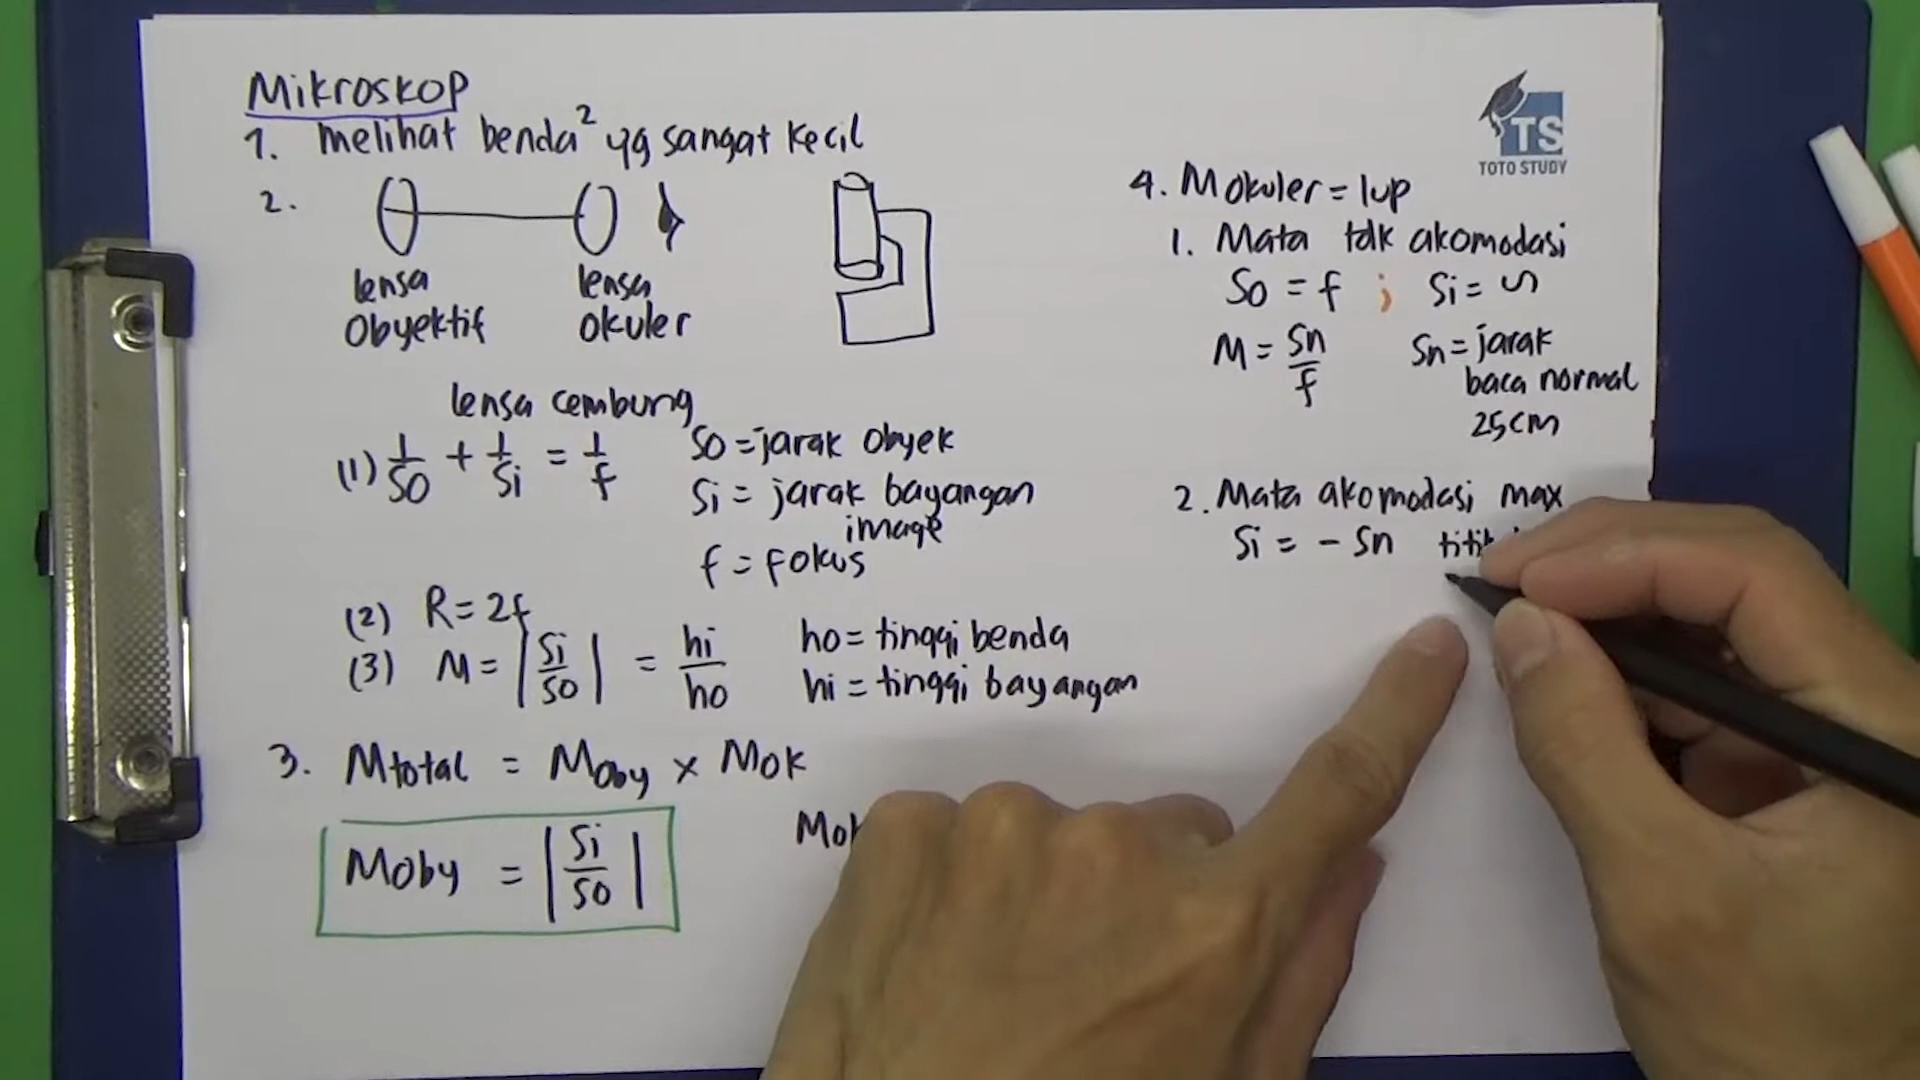 Mikroskop
1. melihat benda² yg sangat kecil
2.
lensa Obyektif
lensa okuler
lensa cembung
(1) 1/So + 1/Si = 1/f
So = jarak obyek
Si = jarak bayangan
image
f = fokus
(2) R = 2f
(3) M = |Si/So| = hi/ho
ho = tinggi benda
hi = tinggi bayangan
3. Mtotal = Moby x Mok
Moby = |Si/So|
TS
TOTO STUDY
4. Mokuler = lup
1. Mata tdk akomodasi
So = f ; Si = ∽
M = Sn/f
Sn = jarak
baca normal
25cm
2. Mata akomodasi max
Si = - Sn titik